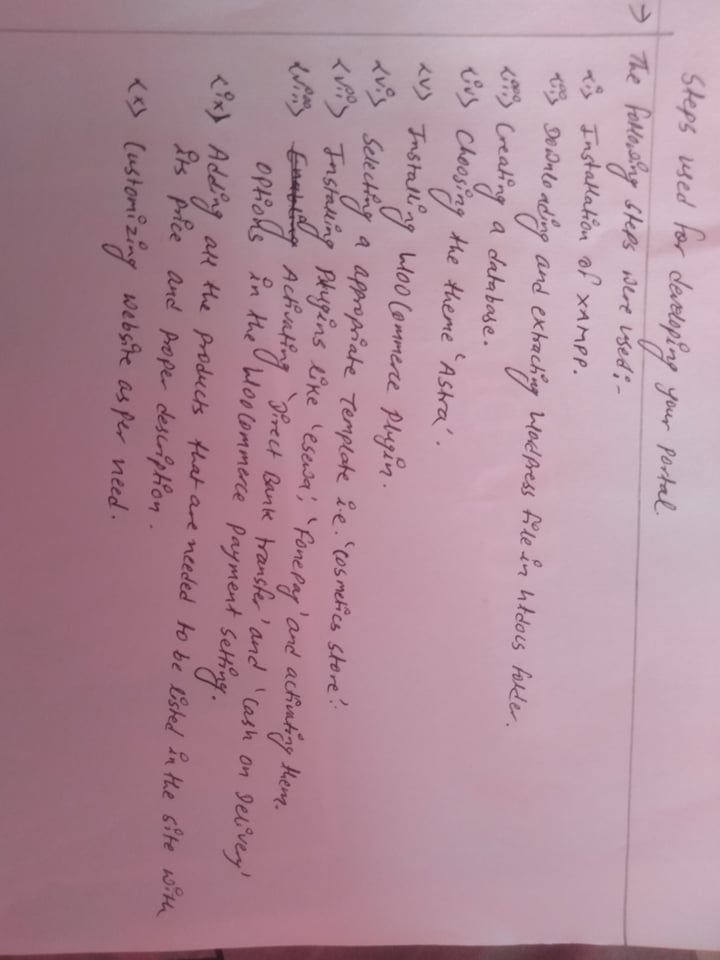 Steps used for developing your portal.
→ The following steps were used:-
<i> Installation of XAMPP.
<ii> Downloading and extracting Wordpress file in htdocs folder.
<iii> Creating a database.
<iv> Choosing the theme 'Astra'.
<v> Installing WooCommerce Plugin.
<vi> Selecting a appropriate Template i.e. 'Cosmetics store'.
<vii> Installing Plugins like 'esewa', 'fonepay' and activating them.
<viii> Enabling Activating 'Direct Bank transfer' and 'Cash on Delivery'
options in the WooCommerce payment setting.
<ix> Adding all the products that are needed to be listed in the site with
its price and proper description.
<x> Customizing website as per need.